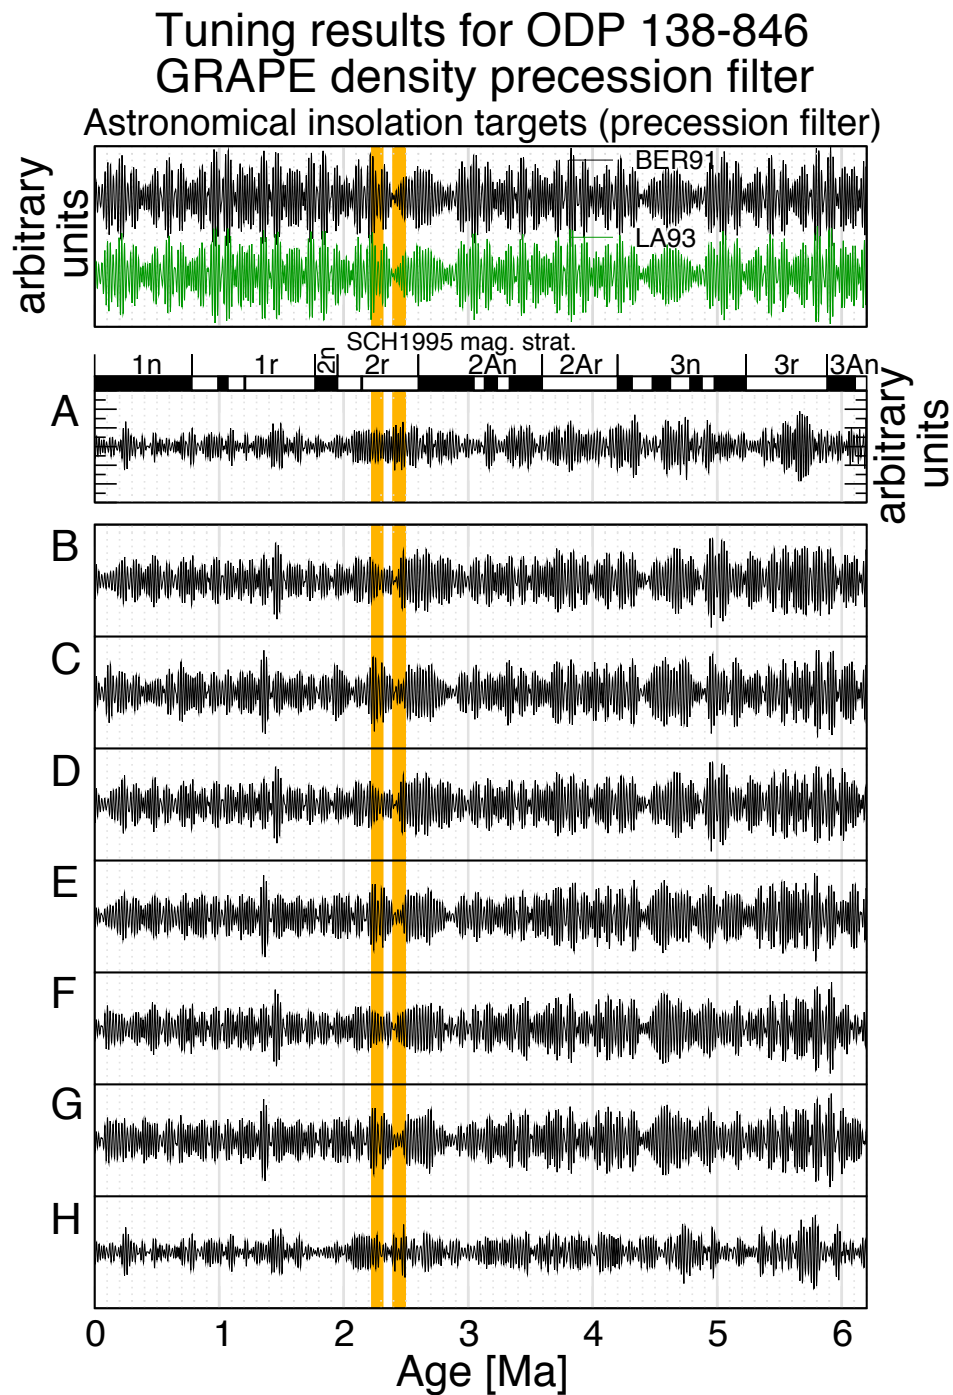 Tuning results for ODP 138-846
GRAPE density precession filter
Astronomical insolation targets (precession filter)
arbitrary
units
BER91
LA93
SCH1995 mag. strat.
1n 1r 2n 2r 2An 2Ar 3n 3r 3An
A
arbitrary
units
B
C
D
E
F
G
H
0 1 2 3 4 5 6
Age [Ma]